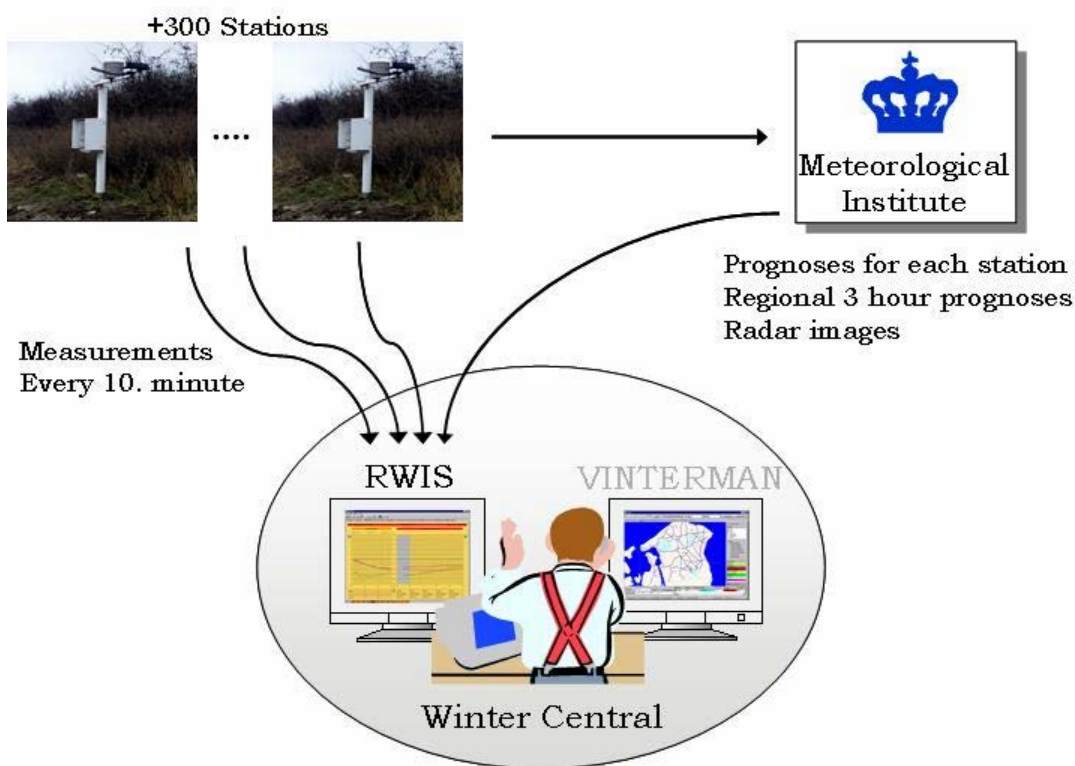 +300 Stations
....
Meteorological
Institute
Prognoses for each station
Regional 3 hour prognoses
Radar images
Measurements
Every 10. minute
RWIS
VINTERMAN
Winter Central